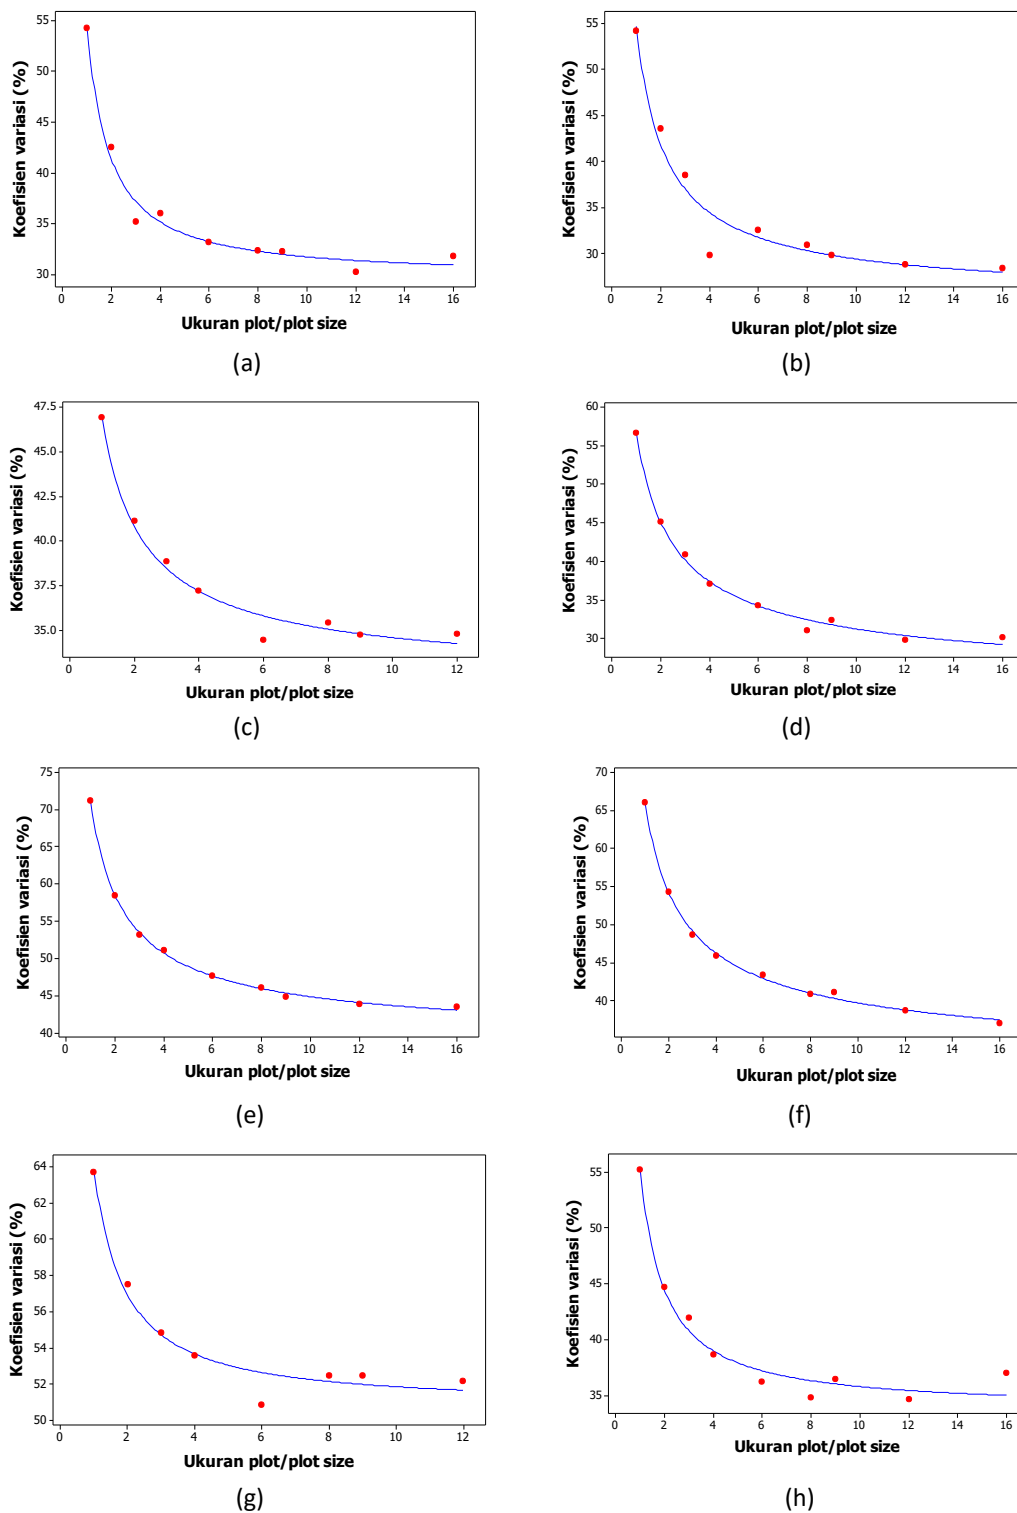 Koefisien variasi (%)
55
50
45
40
35
30
0 2 4 6 8 10 12 14 16
Ukuran plot/plot size
(a)
Koefisien variasi (%)
55
50
45
40
35
30
0 2 4 6 8 10 12 14 16
Ukuran plot/plot size
(b)
Koefisien variasi (%)
47.5
45.0
42.5
40.0
37.5
35.0
0 2 4 6 8 10 12
Ukuran plot/plot size
(c)
Koefisien variasi (%)
60
55
50
45
40
35
30
0 2 4 6 8 10 12 14 16
Ukuran plot/plot size
(d)
Koefisien variasi (%)
75
70
65
60
55
50
45
40
0 2 4 6 8 10 12 14 16
Ukuran plot/plot size
(e)
Koefisien variasi (%)
70
65
60
55
50
45
40
0 2 4 6 8 10 12 14 16
Ukuran plot/plot size
(f)
Koefisien variasi (%)
64
62
60
58
56
54
52
50
0 2 4 6 8 10 12
Ukuran plot/plot size
(g)
Koefisien variasi (%)
55
50
45
40
35
0 2 4 6 8 10 12 14 16
Ukuran plot/plot size
(h)